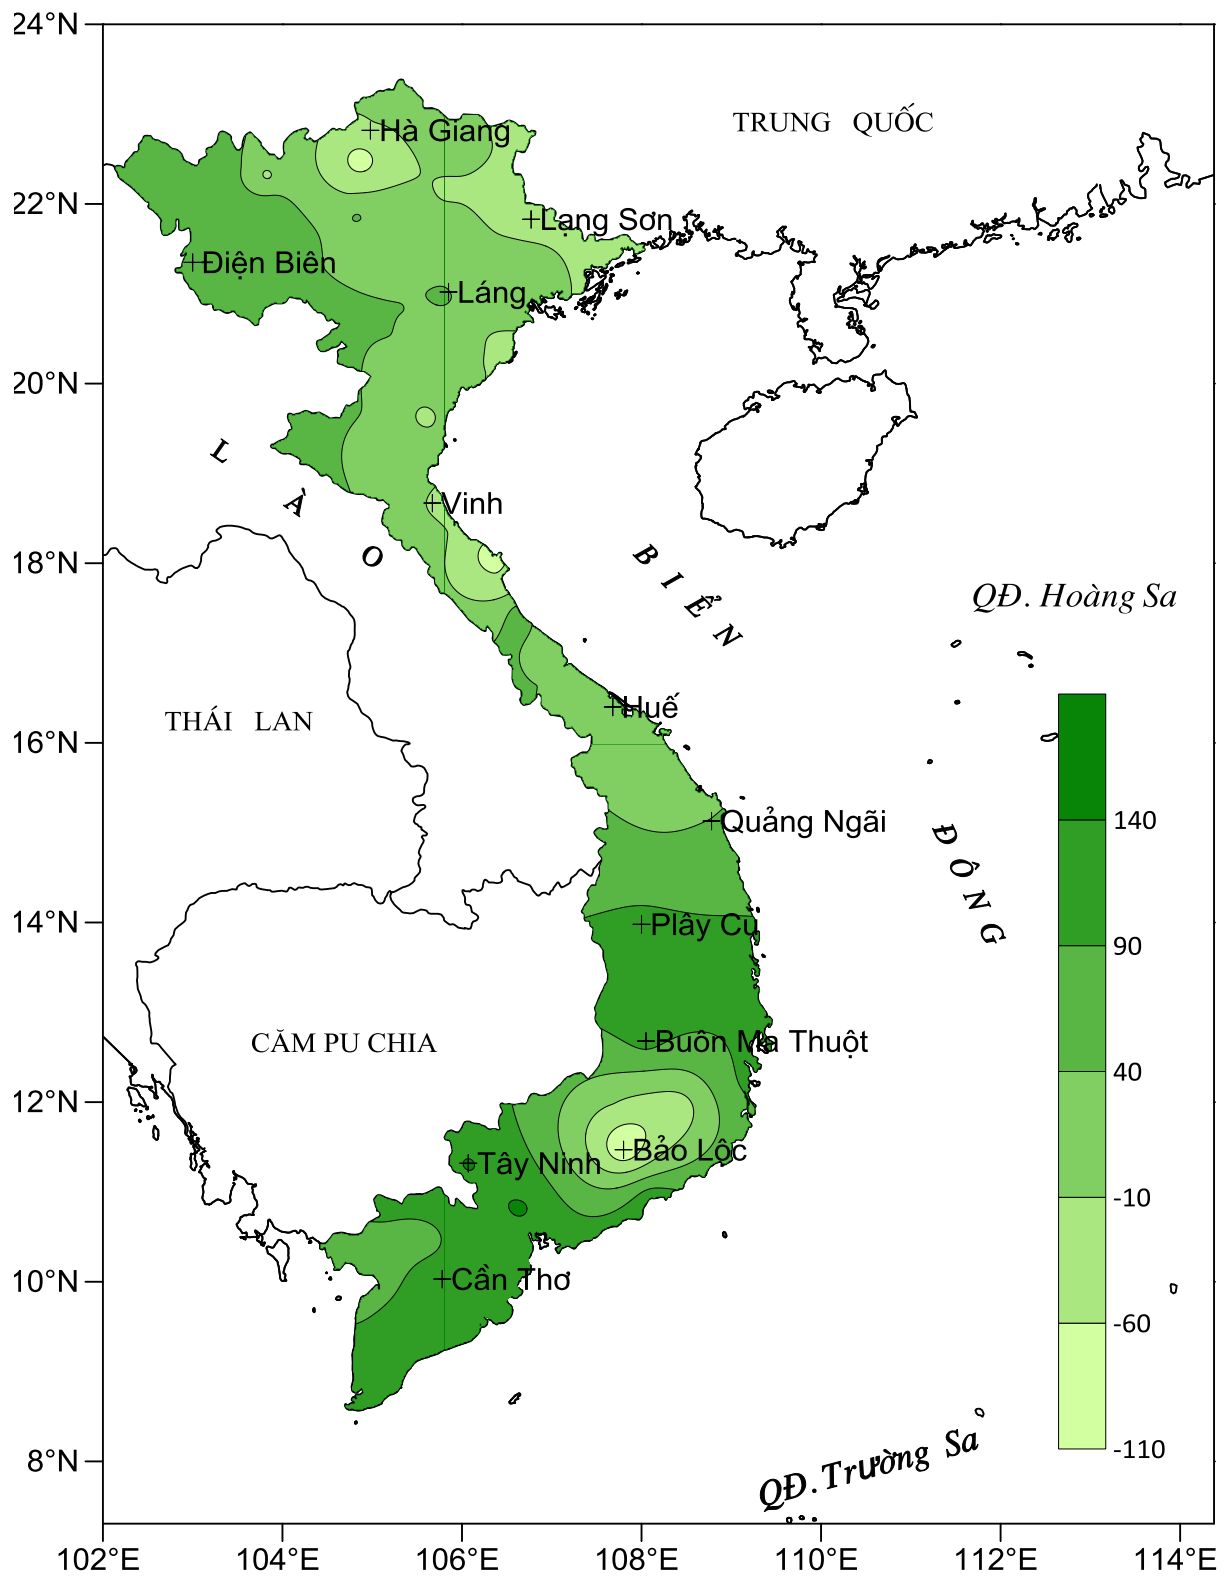 24°N
22°N
20°N
18°N
16°N
14°N
12°N
10°N
8°N
102°E
104°E
106°E
108°E
110°E
112°E
114°E
TRUNG QUỐC
Hà Giang
Lạng Sơn
Điện Biên
Láng
LÀO
Vinh
BIỂN
QĐ. Hoàng Sa
THÁI LAN
Huế
Quảng Ngãi
ĐÔNG
Plây Cu
CĂM PU CHIA
Buôn Ma Thuột
Bảo Lộc
Tây Ninh
Cần Thơ
QĐ. Trường Sa
140
90
40
-10
-60
-110